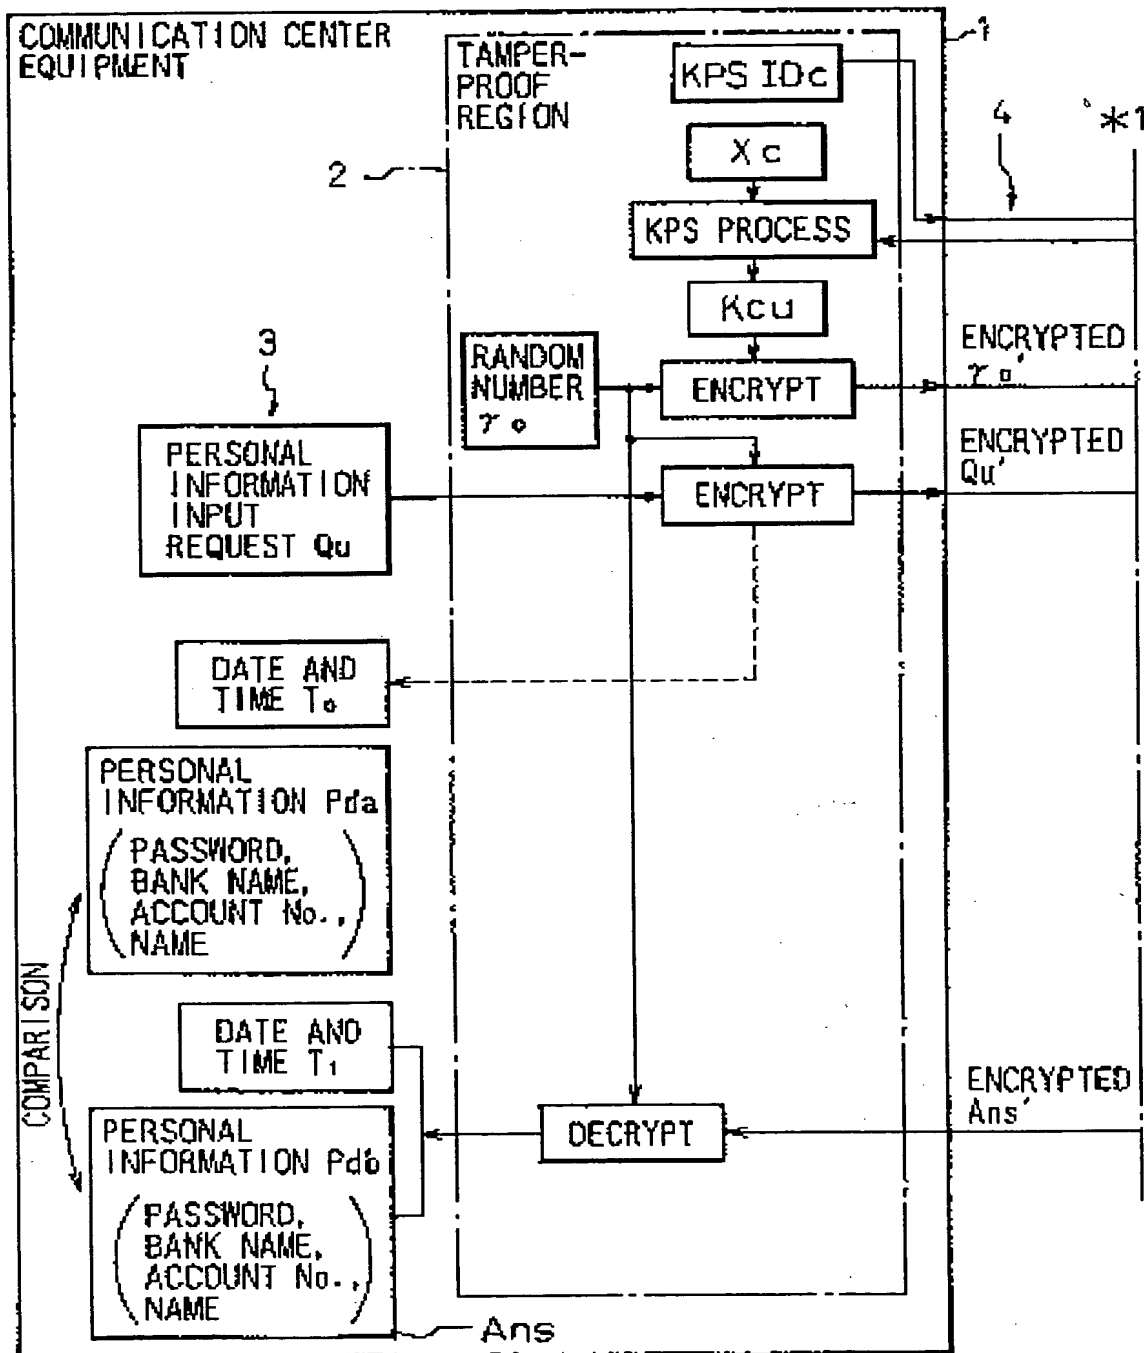 COMMUNICATION CENTER
EQUIPMENT
1
TAMPER-
PROOF
REGION
KPS IDc
4
*1
2
Xc
KPS PROCESS
Kcu
3
RANDOM
NUMBER
γo
ENCRYPT
ENCRYPTED
γo'
PERSONAL
INFORMATION
INPUT
REQUEST Qu
ENCRYPT
ENCRYPTED
Qu'
DATE AND
TIME To
PERSONAL
INFORMATION Pda
PASSWORD,
BANK NAME,
ACCOUNT No.,
NAME
COMPARISON
DATE AND
TIME T1
DECRYPT
ENCRYPTED
Ans'
PERSONAL
INFORMATION Pdb
PASSWORD,
BANK NAME,
ACCOUNT No.,
NAME
Ans